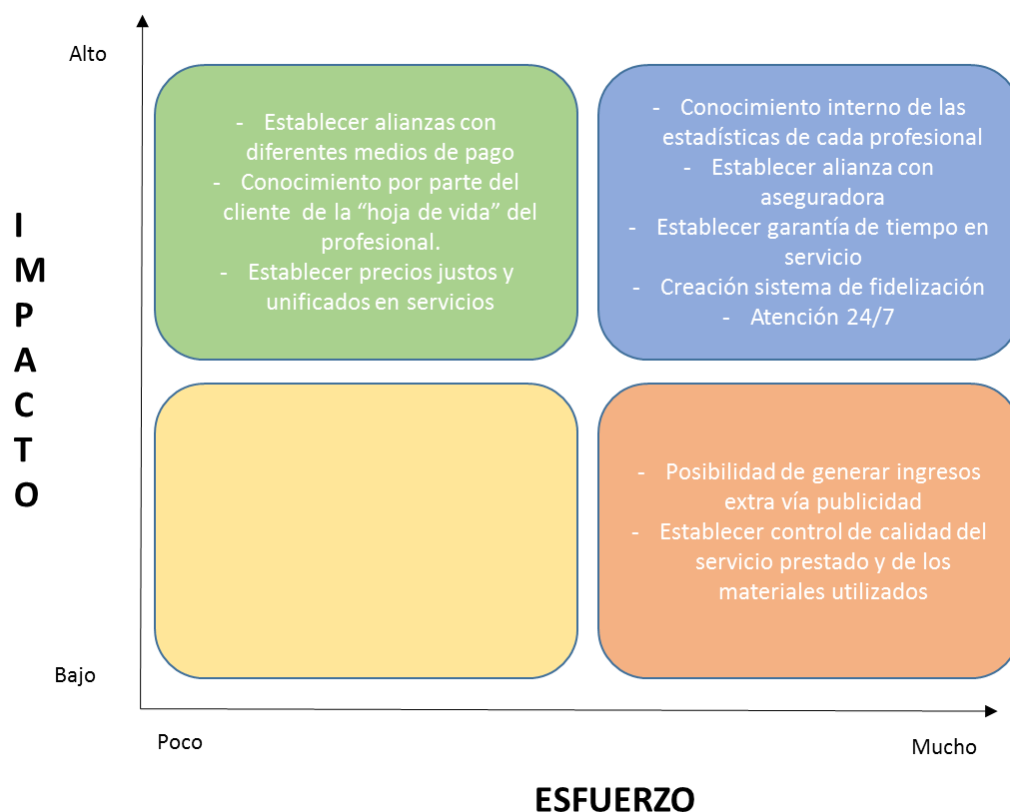 Alto
- Establecer alianzas con
diferentes medios de pago
- Conocimiento por parte del
cliente de la “hoja de vida” del
profesional.
- Establecer precios justos y
unificados en servicios
- Conocimiento interno de las
estadísticas de cada profesional
- Establecer alianza con
aseguradora
- Establecer garantía de tiempo en
servicio
- Creación sistema de fidelización
- Atención 24/7
I
M
P
A
C
T
O
- Posibilidad de generar ingresos
extra vía publicidad
- Establecer control de calidad del
servicio prestado y de los
materiales utilizados
Bajo
Poco
Mucho
ESFUERZO